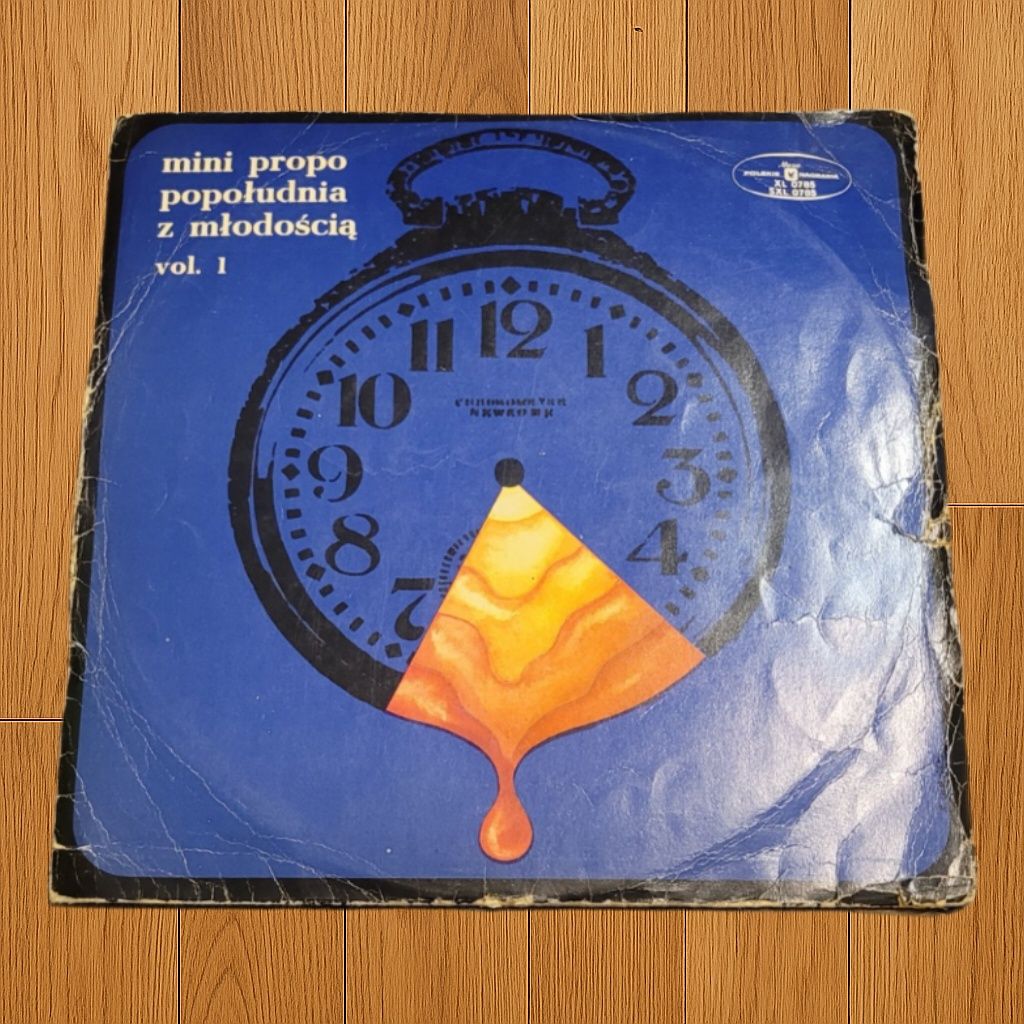 mini propo
popołudnia
z młodością
vol. 1
Muza
POLSKIE NAGRANIA
XL 0785
SXL 0785
12
11
1
10
2
9
3
8
4
7